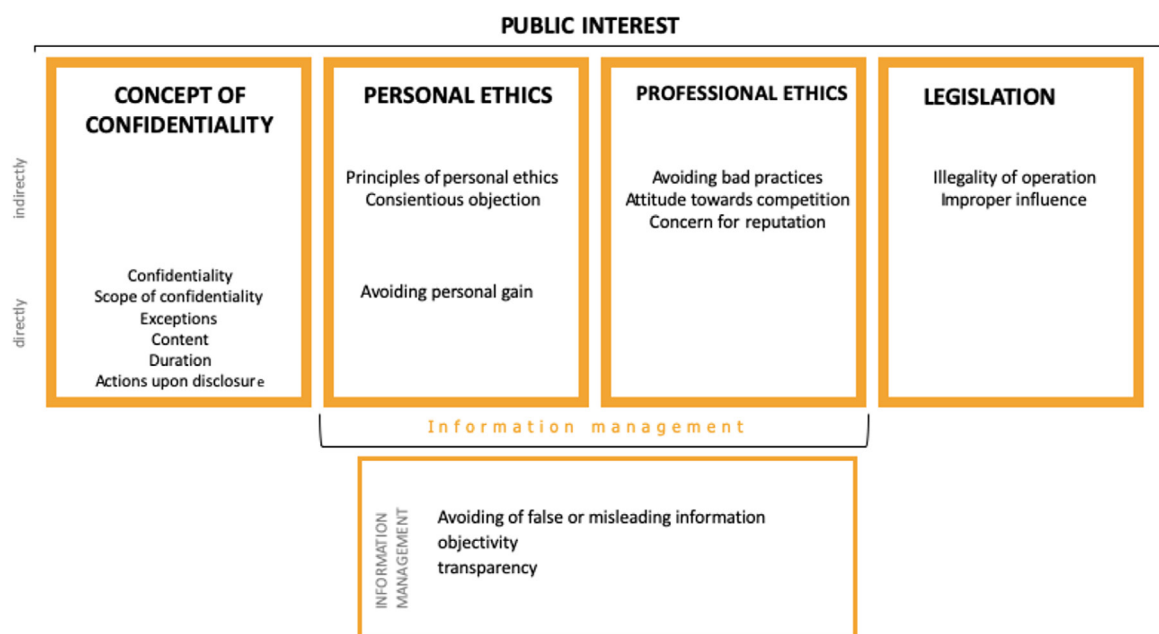 PUBLIC INTEREST
CONCEPT OF
CONFIDENTIALITY
PERSONAL ETHICS
PROFESSIONAL ETHICS
LEGISLATION
indirectly
Principles of personal ethics
Consientious objection
Avoiding bad practices
Attitude towards competition
Concern for reputation
Illegality of operation
Improper influence
directly
Confidentiality
Scope of confidentiality
Exceptions
Content
Duration
Actions upon disclosure
Avoiding personal gain
Information management
INFORMATION
MANAGEMENT
Avoiding of false or misleading information
objectivity
transparency